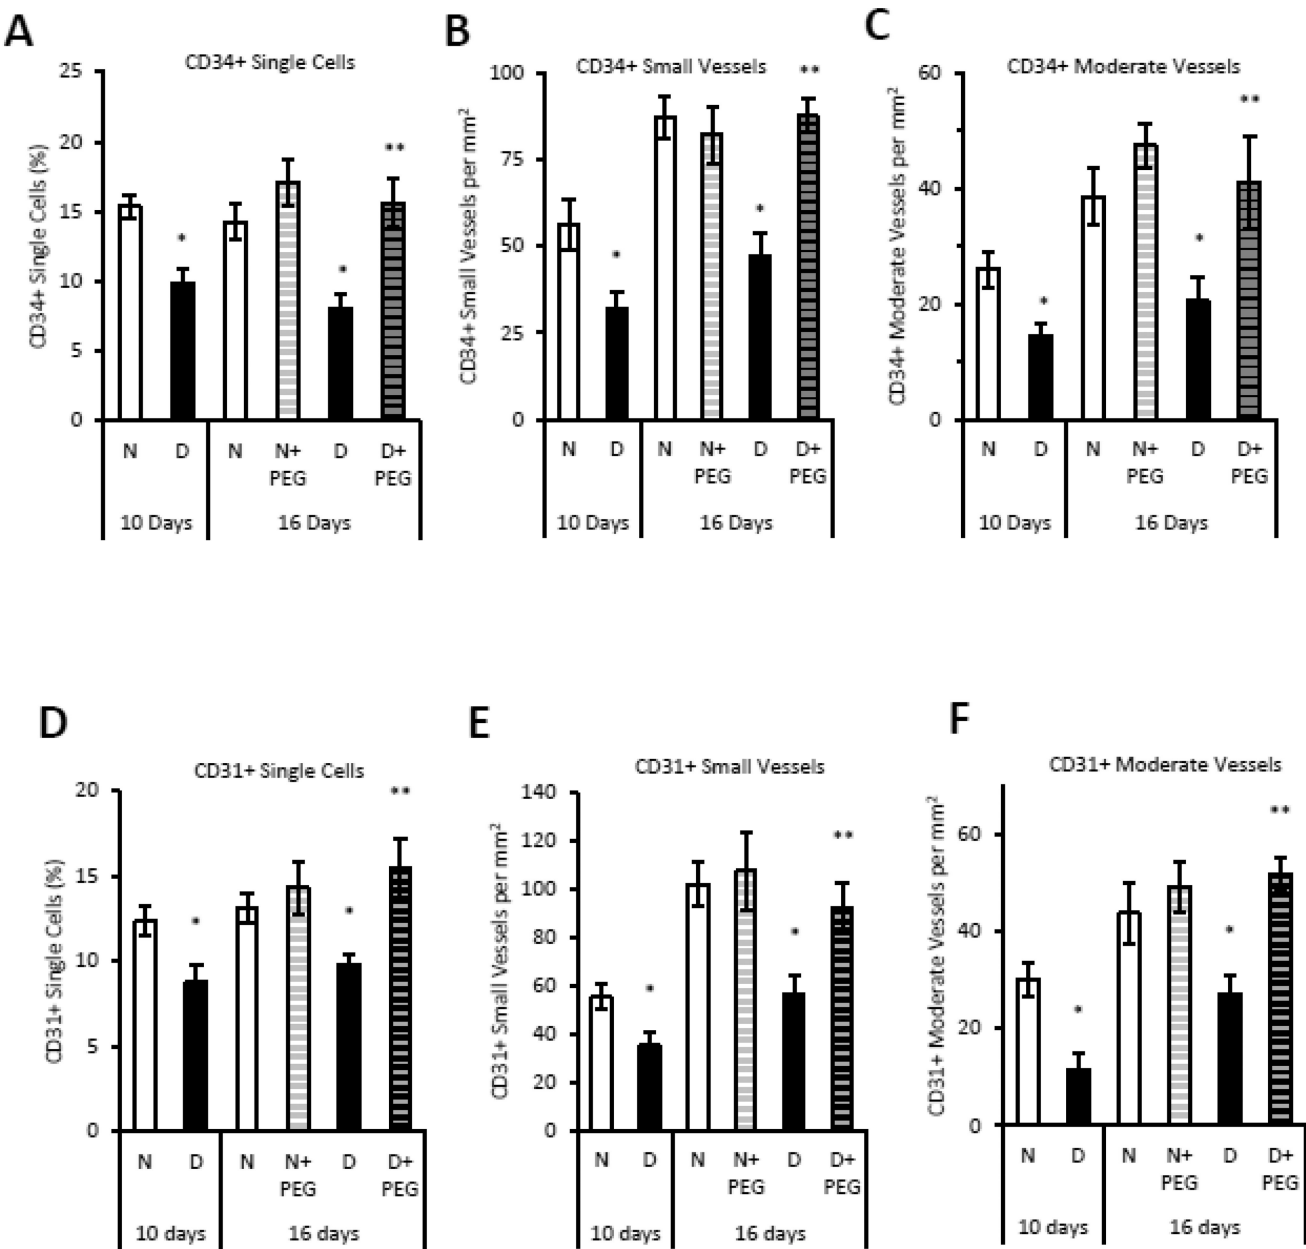 A
CD34+ Single Cells
CD34+ Single Cells (%)
25
20
15
10
5
0
*
*
**
N D N N+ D D+
PEG PEG
10 Days 16 Days
B
CD34+ Small Vessels
CD34+ Small Vessels per mm²
100
75
50
25
0
*
*
**
N D N N+ D D+
PEG PEG
10 Days 16 Days
C
CD34+ Moderate Vessels
CD34+ Moderate Vessels per mm²
60
40
20
0
*
*
**
N D N N+ D D+
PEG PEG
10 Days 16 Days
D
CD31+ Single Cells
CD31+ Single Cells (%)
20
15
10
5
0
*
*
**
N D N N+ D D+
PEG PEG
10 days 16 days
E
CD31+ Small Vessels
CD31+ Small Vessels per mm²
140
120
100
80
60
40
20
0
*
*
**
N D N N+ D D+
PEG PEG
10 days 16 days
F
CD31+ Moderate Vessels
CD31+ Moderate Vessels per mm²
60
40
20
0
*
*
**
N D N N+ D D+
PEG PEG
10 days 16 days